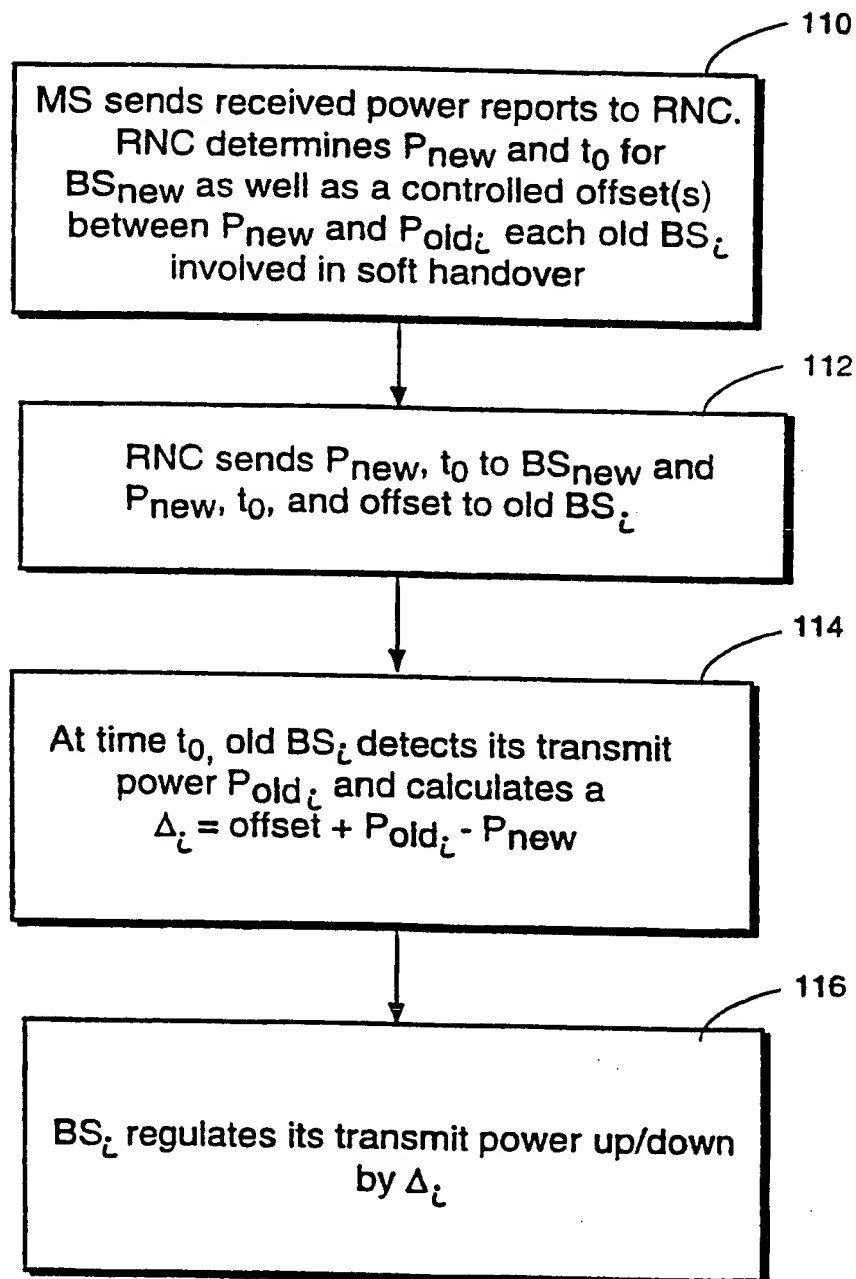 110
MS sends received power reports to RNC.
RNC determines Pnew and t0 for
BSnew as well as a controlled offset(s)
between Pnew and Poldi each old BSi
involved in soft handover
112
RNC sends Pnew, t0 to BSnew and
Pnew, t0, and offset to old BSi
114
At time t0, old BSi detects its transmit
power Poldi and calculates a
Δi = offset + Poldi - Pnew
116
BSi regulates its transmit power up/down
by Δi